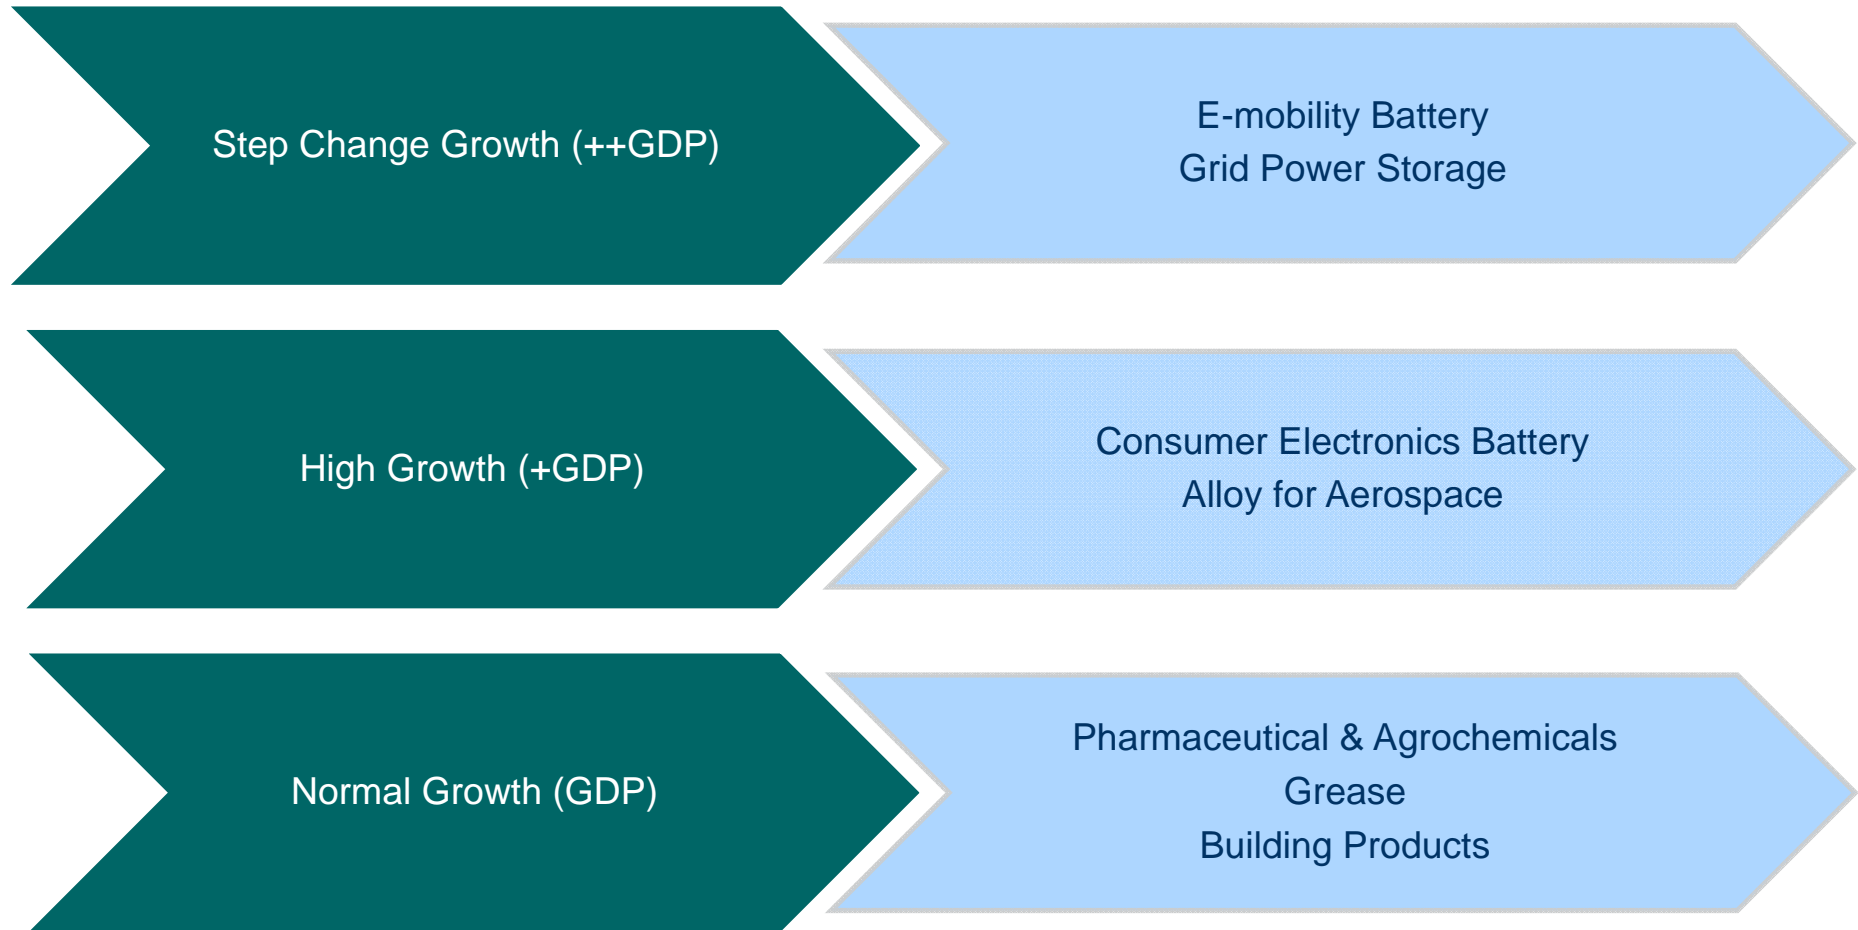 Step Change Growth (++GDP)
E-mobility Battery
Grid Power Storage
High Growth (+GDP)
Consumer Electronics Battery
Alloy for Aerospace
Normal Growth (GDP)
Pharmaceutical & Agrochemicals
Grease
Building Products